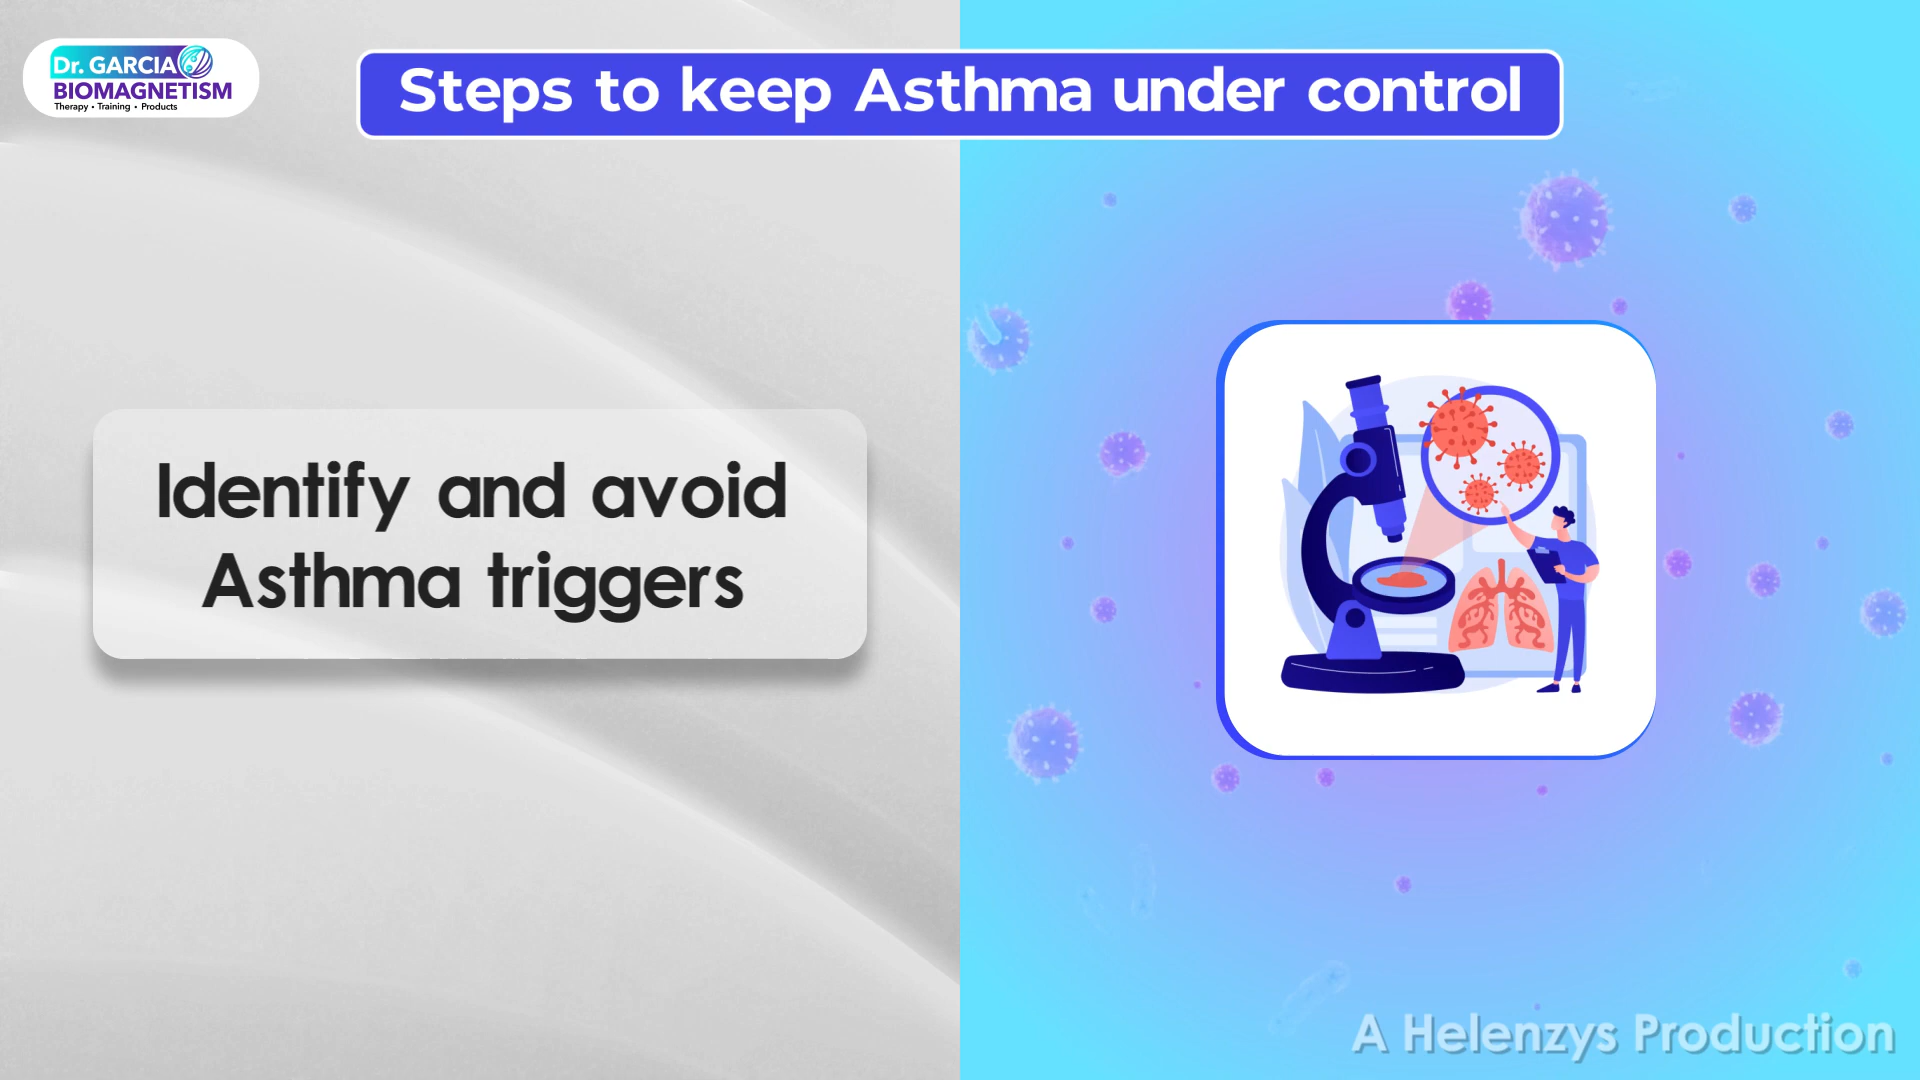 Dr. GARCIA
BIOMAGNETISM
Therapy • Training • Products
Steps to keep Asthma under control
Identify and avoid
Asthma triggers
A Helenzys Production